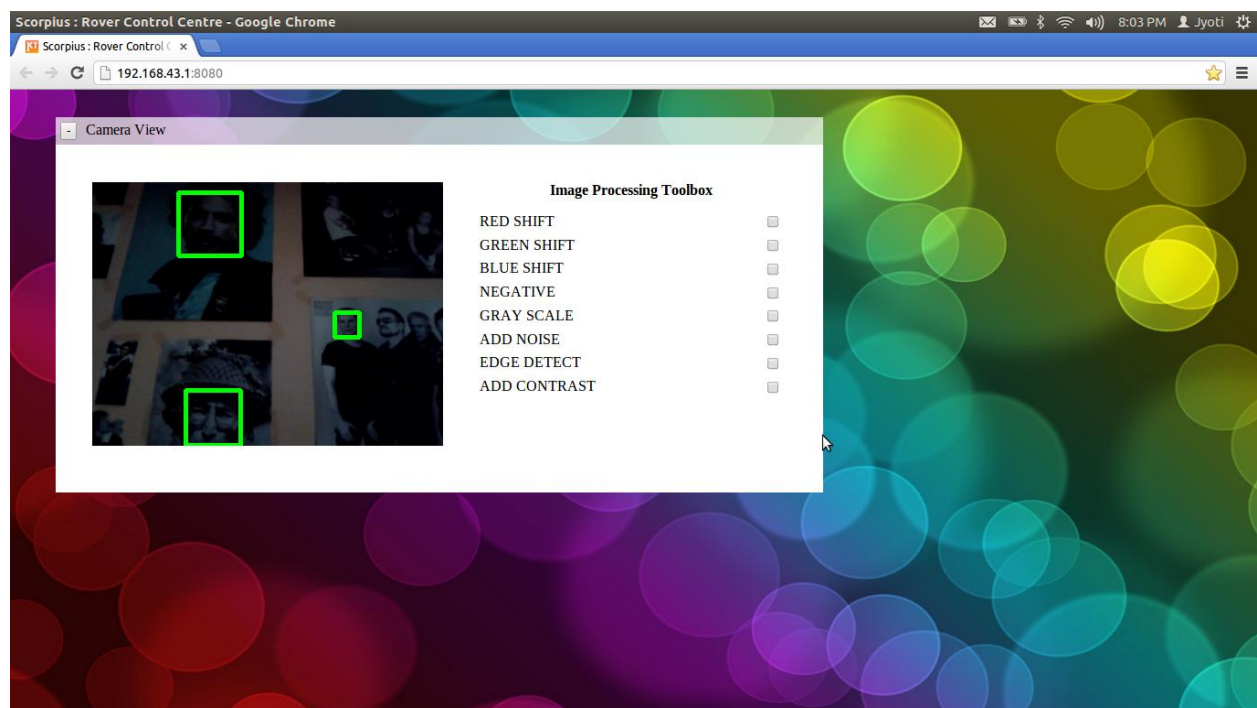 Scorpius : Rover Control Centre - Google Chrome
8:03 PM Jyoti
Scorpius : Rover Control C
192.168.43.1:8080
- Camera View
Image Processing Toolbox
RED SHIFT
GREEN SHIFT
BLUE SHIFT
NEGATIVE
GRAY SCALE
ADD NOISE
EDGE DETECT
ADD CONTRAST